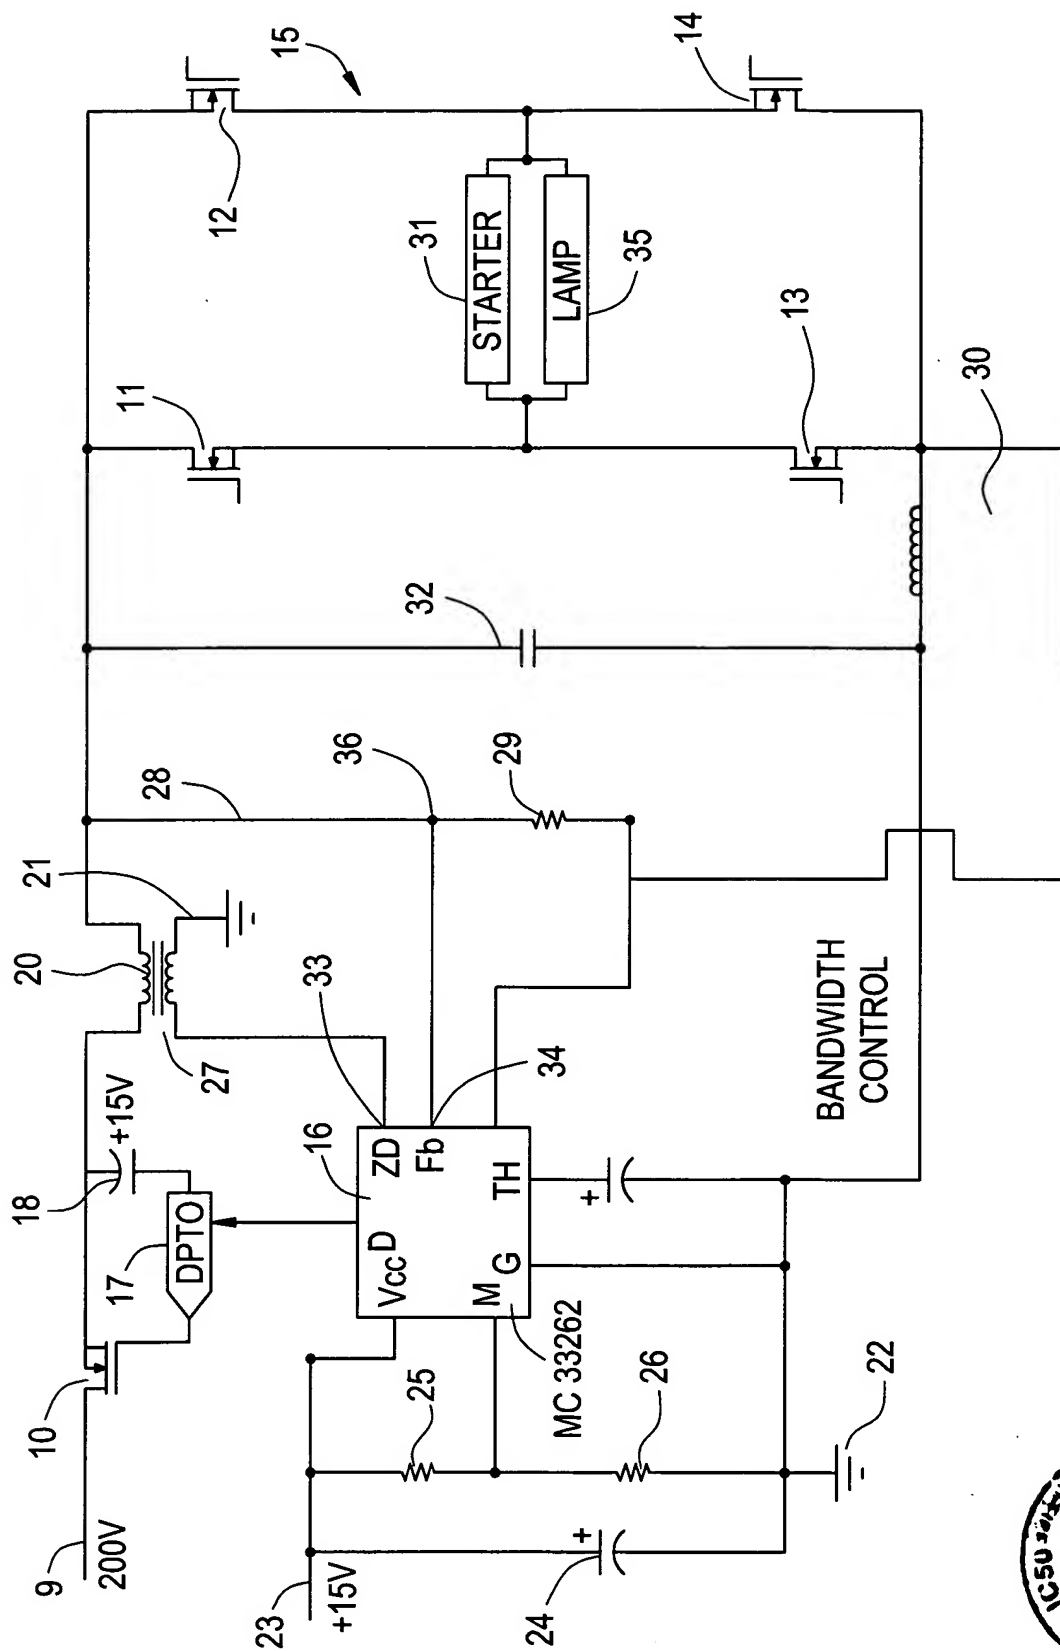 9
200V
10
17
DPTO
18
+15V
20
27
21
28
36
29
32
11
12
15
14
STARTER
31
LAMP
35
13
30
33
34
16
ZD
Fb
D
Vcc
M
G
TH
MC 33262
+
BANDWIDTH
CONTROL
25
26
22
23
+15V
24
+
IC50